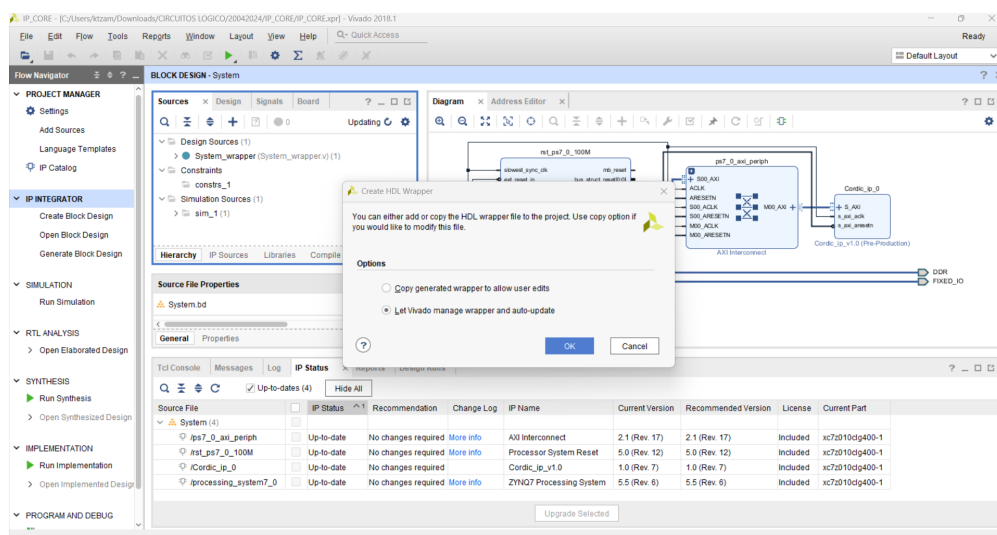 IP_CORE - [C:/Users/ktzam/Downloads/CIRCUITOS LOGICO/20042024/IP_CORE/IP_CORE.xpr] - Vivado 2018.1
File Edit Flow Tools Reports Window Layout View Help Quick Access Ready
Default Layout
Flow Navigator
BLOCK DESIGN - System
PROJECT MANAGER
Settings
Add Sources
Language Templates
IP Catalog
IP INTEGRATOR
Create Block Design
Open Block Design
Generate Block Design
SIMULATION
Run Simulation
RTL ANALYSIS
Open Elaborated Design
SYNTHESIS
Run Synthesis
Open Synthesized Design
IMPLEMENTATION
Run Implementation
Open Implemented Design
PROGRAM AND DEBUG
Sources Design Signals Board
0 Updating
Design Sources (1)
System_wrapper (System_wrapper.v) (1)
Constraints
constrs_1
Simulation Sources (1)
sim_1 (1)
Hierarchy IP Sources Libraries Compile
Source File Properties
System.bd
General Properties
Diagram Address Editor
rst_ps7_0_100M
slowest_sync_clk mb_reset
ext_reset_in bus_struct_reset[0:0]
ps7_0_axi_periph
S00_AXI
ACLK
ARESETN
S00_ACLK M00_AXI
S00_ARESETN
M00_ACLK
M00_ARESETN
AXI Interconnect
Cordic_ip_0
S_AXI
s_axi_aclk
s_axi_aresetn
Cordic_ip_v1.0 (Pre-Production)
DDR
FIXED_IO
Create HDL Wrapper
You can either add or copy the HDL wrapper file to the project. Use copy option if
you would like to modify this file.
Options
Copy generated wrapper to allow user edits
Let Vivado manage wrapper and auto-update
OK Cancel
Tcl Console Messages Log IP Status Reports Design Runs
Up-to-dates (4) Hide All
Source File IP Status 1 Recommendation Change Log IP Name Current Version Recommended Version License Current Part
System (4)
/ps7_0_axi_periph Up-to-date No changes required More info AXI Interconnect 2.1 (Rev. 17) 2.1 (Rev. 17) Included xc7z010clg400-1
/rst_ps7_0_100M Up-to-date No changes required More info Processor System Reset 5.0 (Rev. 12) 5.0 (Rev. 12) Included xc7z010clg400-1
/Cordic_ip_0 Up-to-date No changes required Cordic_ip_v1.0 1.0 (Rev. 7) 1.0 (Rev. 7) Included xc7z010clg400-1
/processing_system7_0 Up-to-date No changes required More info ZYNQ7 Processing System 5.5 (Rev. 6) 5.5 (Rev. 6) Included xc7z010clg400-1
Upgrade Selected